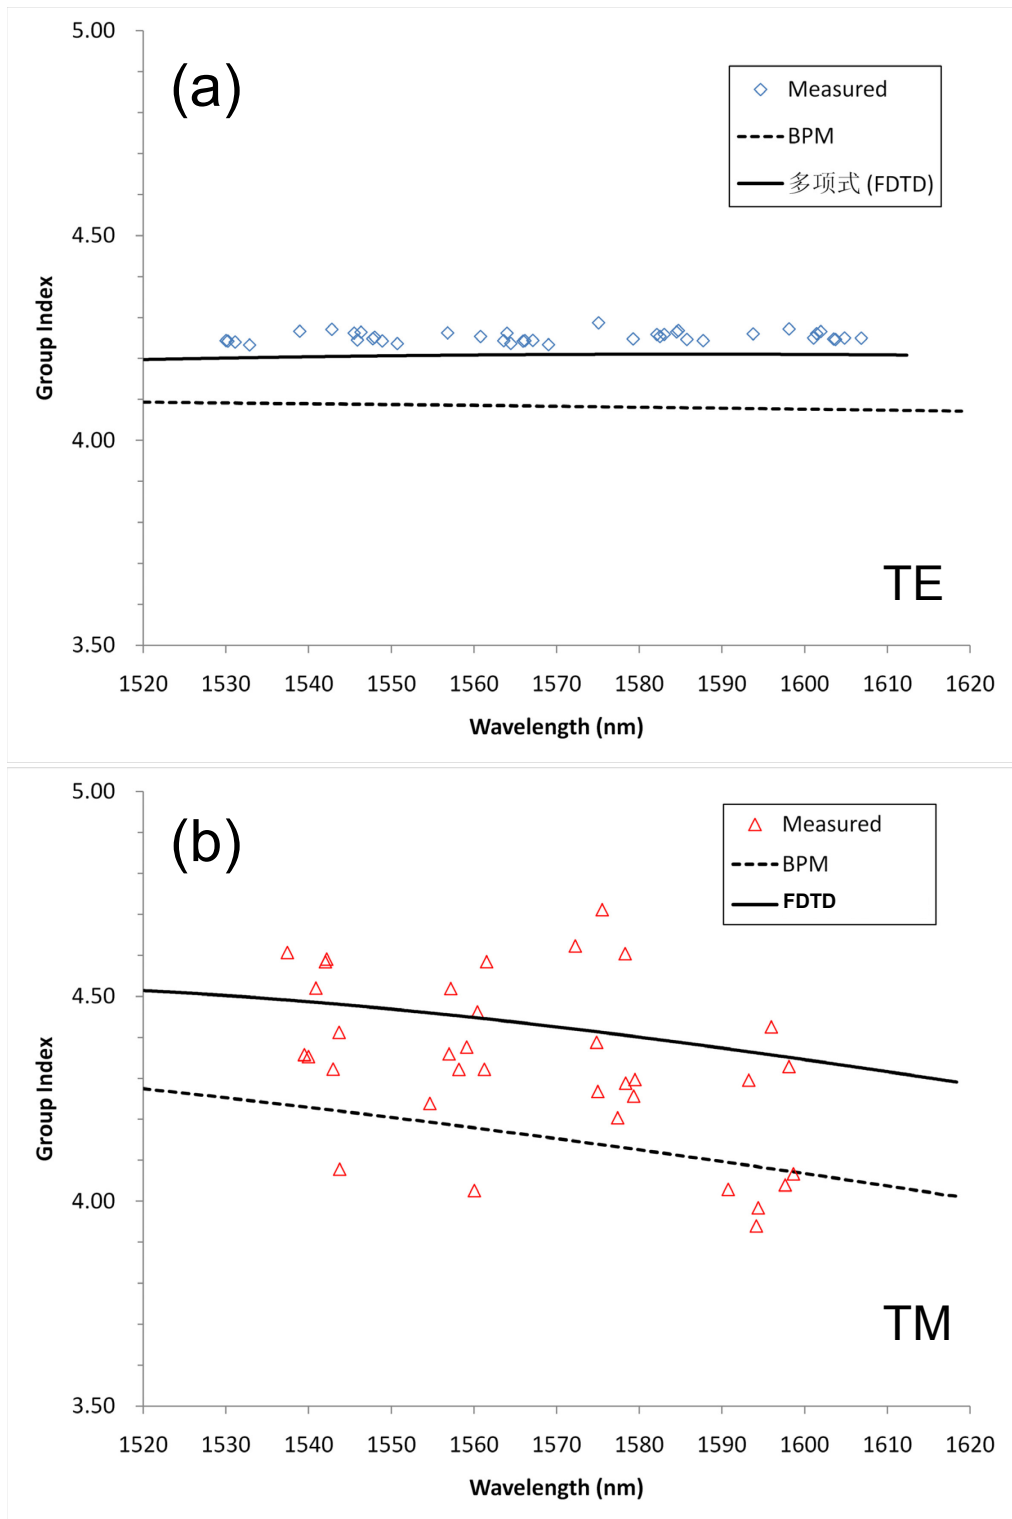 5.00
(a)
Measured
BPM
多项式 (FDTD)
4.50
Group Index
4.00
TE
3.50
1520 1530 1540 1550 1560 1570 1580 1590 1600 1610 1620
Wavelength (nm)
5.00
(b)
Measured
BPM
FDTD
4.50
Group Index
4.00
TM
3.50
1520 1530 1540 1550 1560 1570 1580 1590 1600 1610 1620
Wavelength (nm)